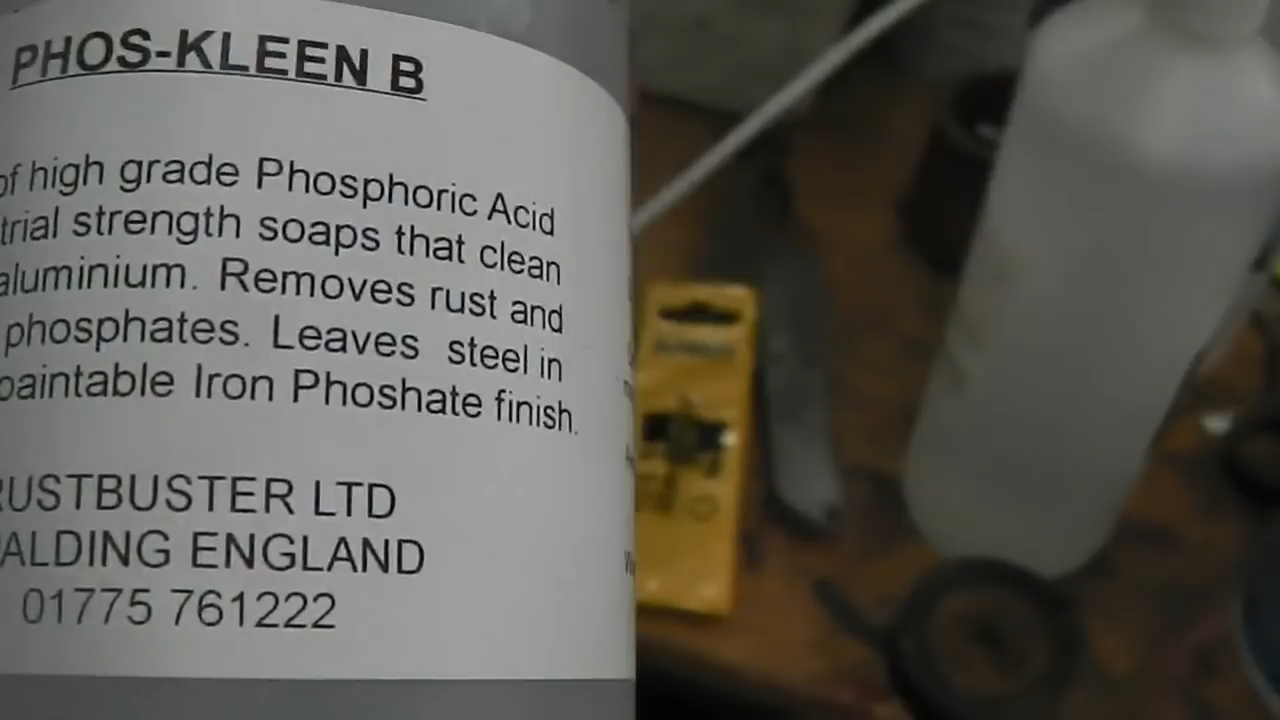 PHOS-KLEEN B
of high grade Phosphoric Acid
trial strength soaps that clean
aluminium. Removes rust and
phosphates. Leaves steel in
paintable Iron Phoshate finish.
RUSTBUSTER LTD
ALDING ENGLAND
01775 761222